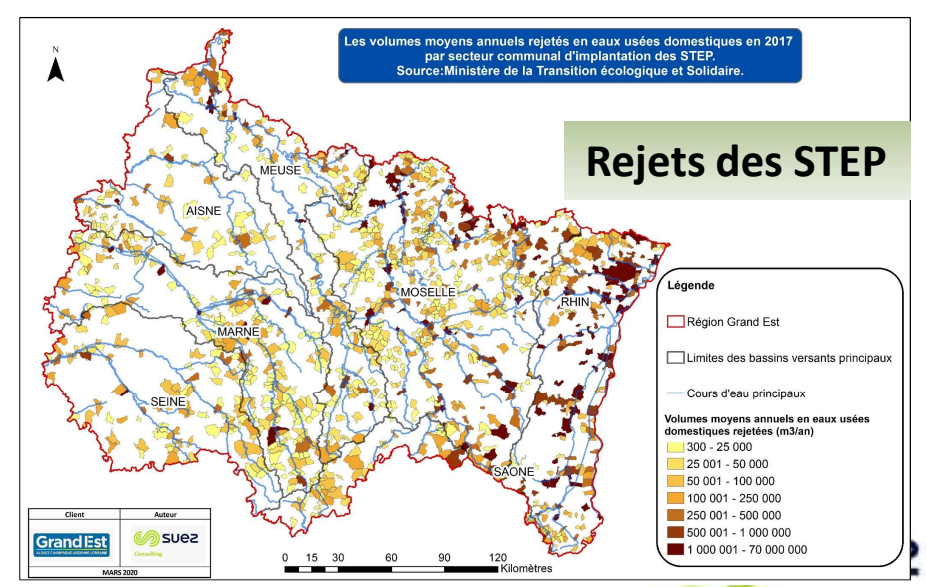 Les volumes moyens annuels rejetés en eaux usées domestiques en 2017
par secteur communal d'implantation des STEP.
Source:Ministère de la Transition écologique et Solidaire.
N
Rejets des STEP
MEUSE
AISNE
MOSELLE
RHIN
MARNE
SEINE
SAONE
Légende
Région Grand Est
Limites des bassins versants principaux
Cours d'eau principaux
Volumes moyens annuels en eaux usées
domestiques rejetées (m3/an)
300 - 25 000
25 001 - 50 000
50 001 - 100 000
100 001 - 250 000
250 001 - 500 000
500 001 - 1 000 000
1 000 001 - 70 000 000
Client
Auteur
Grand Est
ALSACE CHAMPAGNE-ARDENNE LORRAINE
suez
Consulting
MARS 2020
0 15 30 60 90 120
Kilomètres